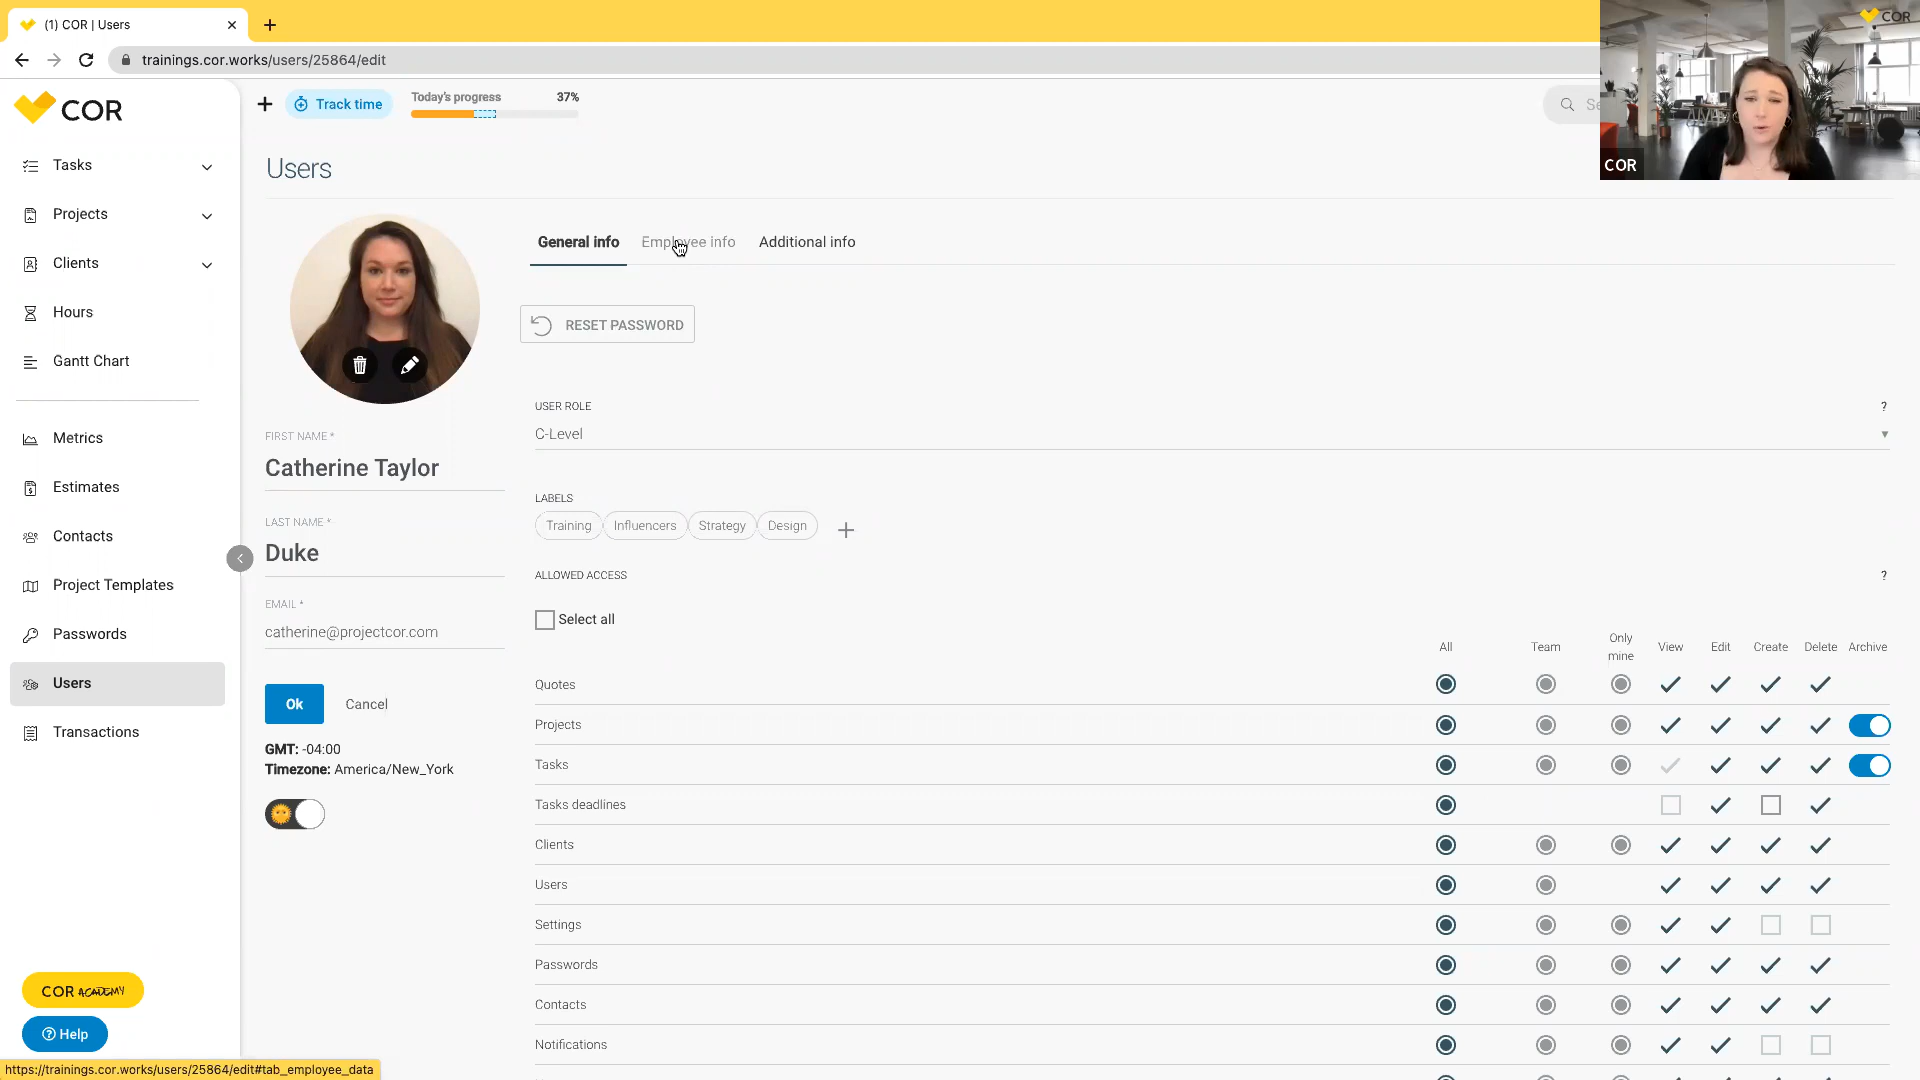 (1) COR | Users
trainings.cor.works/users/25864/edit
COR
COR
COR
Track time
Today's progress 37%
Tasks
Projects
Clients
Hours
Gantt Chart
Metrics
Estimates
Contacts
Project Templates
Passwords
Users
Transactions
COR ACADEMY
? Help
Users
FIRST NAME *
Catherine Taylor
LAST NAME *
Duke
EMAIL *
catherine@projectcor.com
Ok Cancel
GMT: -04:00
Timezone: America/New_York
General info Employee info Additional info
RESET PASSWORD
USER ROLE ?
C-Level
LABELS
Training Influencers Strategy Design
ALLOWED ACCESS ?
Select all
All Team Only mine View Edit Create Delete Archive
Quotes
Projects
Tasks
Tasks deadlines
Clients
Users
Settings
Passwords
Contacts
Notifications
https://trainings.cor.works/users/25864/edit#tab_employee_data